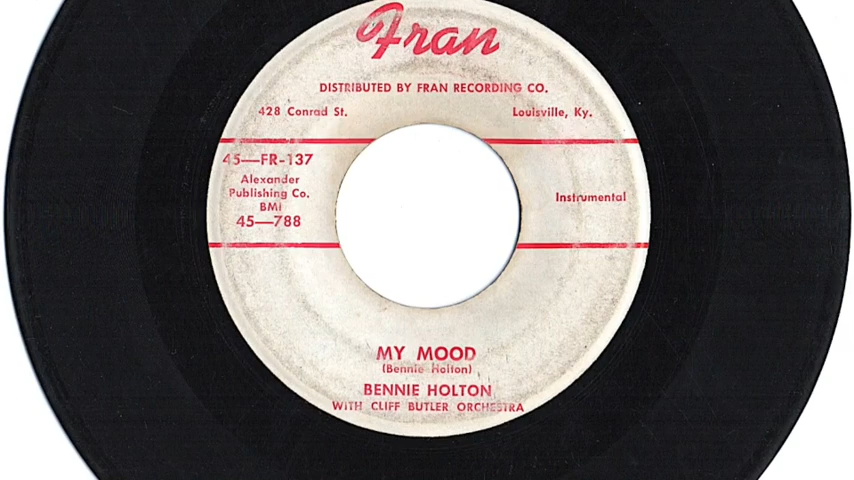 Fran
DISTRIBUTED BY FRAN RECORDING CO.
428 Conrad St. Louisville, Ky.
45—FR-137
Alexander
Publishing Co.
BMI
45—788
Instrumental
MY MOOD
(Bennie Holton)
BENNIE HOLTON
WITH CLIFF BUTLER ORCHESTRA